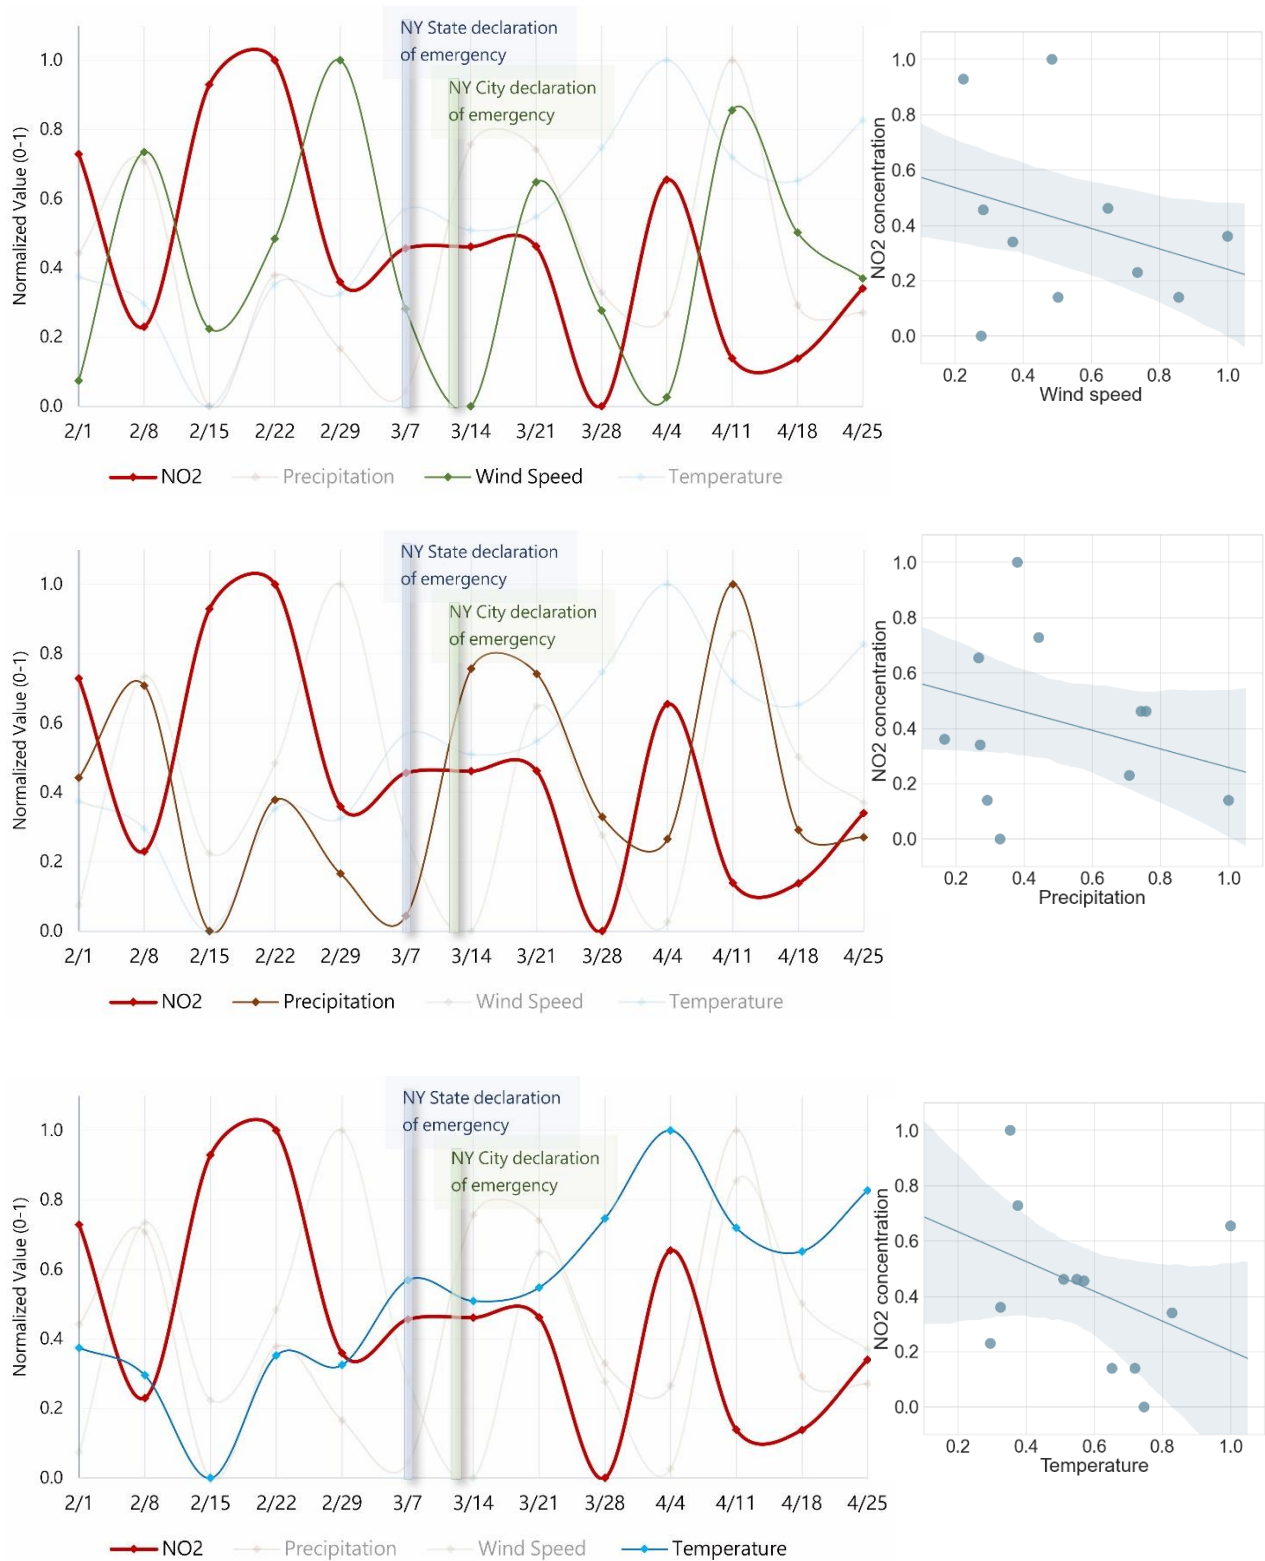 NY State declaration
of emergency
NY City declaration
of emergency
Normalized Value (0-1)
1.0
0.8
0.6
0.4
0.2
0.0
2/1 2/8 2/15 2/22 2/29 3/7 3/14 3/21 3/28 4/4 4/11 4/18 4/25
NO2 Precipitation Wind Speed Temperature
NO2 concentration
1.0
0.8
0.6
0.4
0.2
0.0
0.2 0.4 0.6 0.8 1.0
Wind speed
NY State declaration
of emergency
NY City declaration
of emergency
Normalized Value (0-1)
1.0
0.8
0.6
0.4
0.2
0.0
2/1 2/8 2/15 2/22 2/29 3/7 3/14 3/21 3/28 4/4 4/11 4/18 4/25
NO2 Precipitation Wind Speed Temperature
NO2 concentration
1.0
0.8
0.6
0.4
0.2
0.0
0.2 0.4 0.6 0.8 1.0
Precipitation
NY State declaration
of emergency
NY City declaration
of emergency
Normalized Value (0-1)
1.0
0.8
0.6
0.4
0.2
0.0
2/1 2/8 2/15 2/22 2/29 3/7 3/14 3/21 3/28 4/4 4/11 4/18 4/25
NO2 Precipitation Wind Speed Temperature
NO2 concentration
1.0
0.8
0.6
0.4
0.2
0.0
0.2 0.4 0.6 0.8 1.0
Temperature